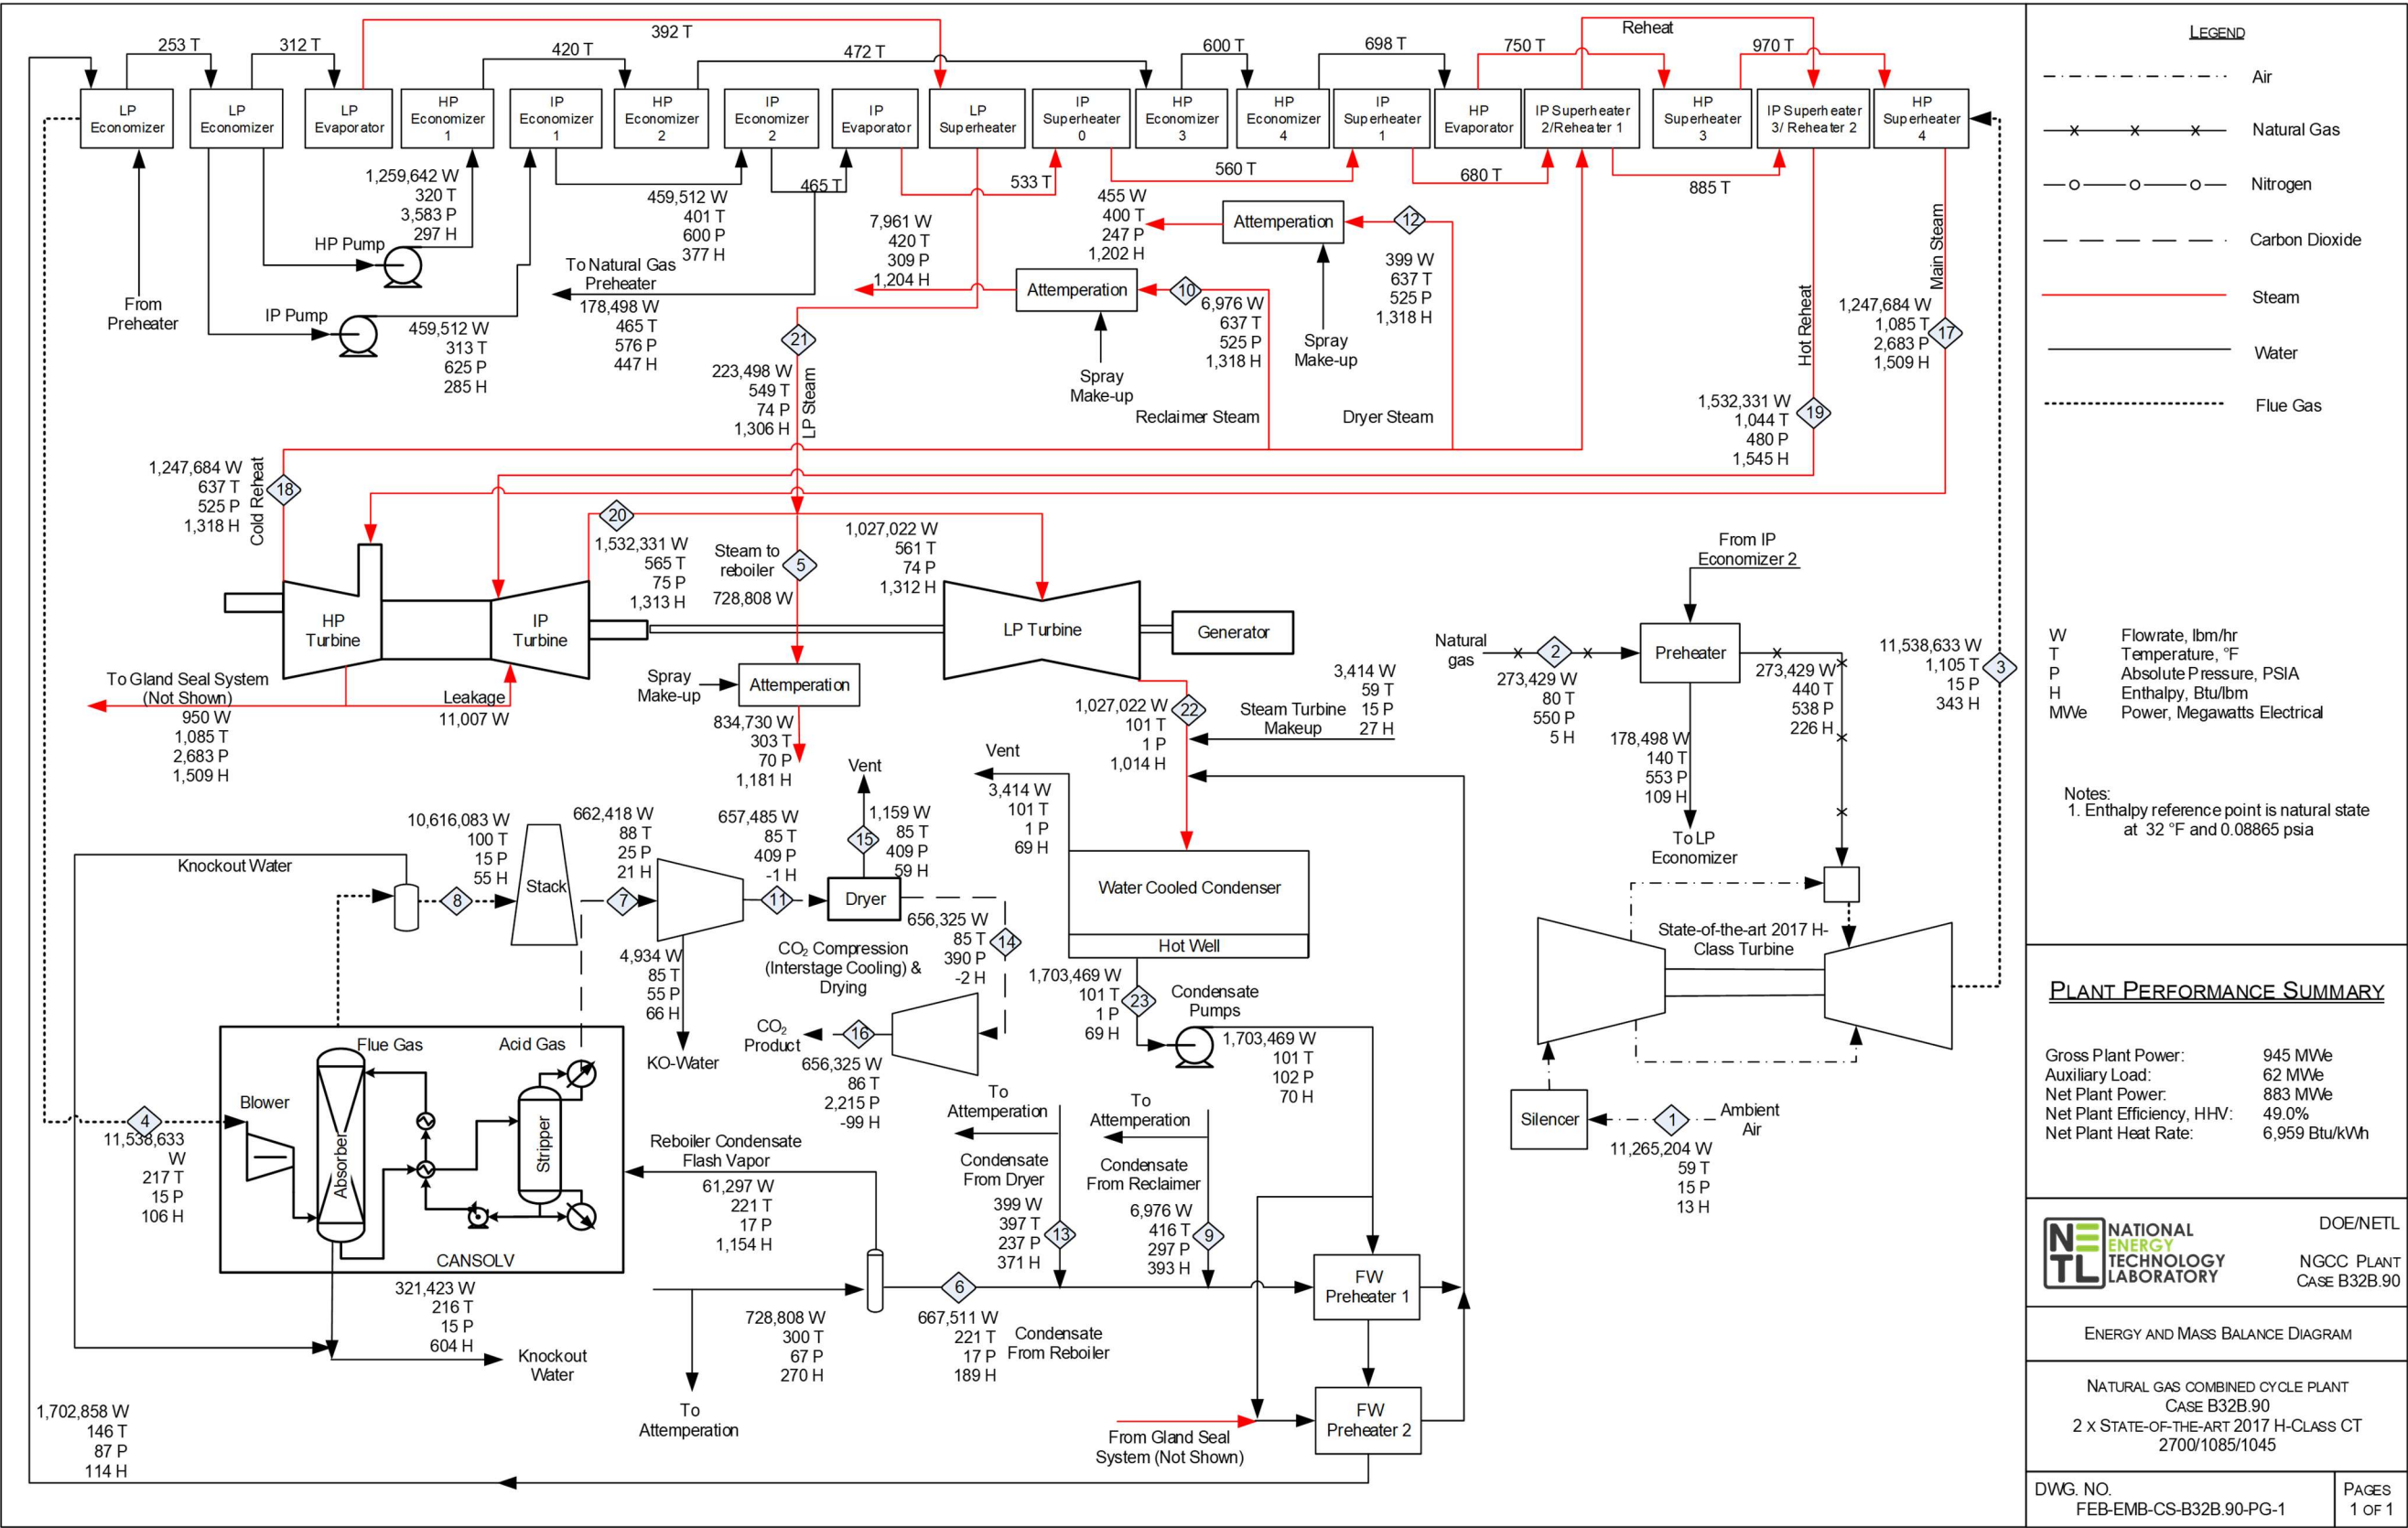 392 T
Reheat
253 T
312 T
420 T
472 T
600 T
698 T
750 T
970 T
LP
Economizer
LP
Economizer
LP
Evaporator
HP
Economizer
1
IP
Economizer
1
HP
Economizer
2
IP
Economizer
2
IP
Evaporator
LP
Superheater
IP
Superheater
0
HP
Economizer
3
HP
Economizer
4
IP
Superheater
1
HP
Evaporator
IP Superheater
2/Reheater 1
HP
Superheater
3
IP Superheater
3/ Reheater 2
HP
Superheater
4
From
Preheater
1,259,642 W
320 T
3,583 P
297 H
HP Pump
IP Pump
459,512 W
313 T
625 P
285 H
459,512 W
401 T
600 P
377 H
465 T
To Natural Gas
Preheater
178,498 W
465 T
576 P
447 H
533 T
560 T
680 T
885 T
7,961 W
420 T
309 P
1,204 H
455 W
400 T
247 P
1,202 H
Attemperation
12
399 W
637 T
525 P
1,318 H
Spray
Make-up
Attemperation
10
6,976 W
637 T
525 P
1,318 H
Spray
Make-up
Reclaimer Steam
Dryer Steam
21
223,498 W
549 T
74 P
1,306 H
LP Steam
Hot Reheat
1,532,331 W
1,044 T
480 P
1,545 H
19
Main Steam
1,247,684 W
1,085 T
2,683 P
1,509 H
17
1,247,684 W
637 T
525 P
1,318 H
Cold Reheat
18
20
1,532,331 W
565 T
75 P
1,313 H
Steam to
reboiler
728,808 W
5
1,027,022 W
561 T
74 P
1,312 H
HP
Turbine
IP
Turbine
LP Turbine
Generator
To Gland Seal System
(Not Shown)
950 W
1,085 T
2,683 P
1,509 H
Leakage
11,007 W
Spray
Make-up
Attemperation
834,730 W
303 T
70 P
1,181 H
1,027,022 W
101 T
1 P
1,014 H
22
Steam Turbine
Makeup
3,414 W
59 T
15 P
27 H
Vent
3,414 W
101 T
1 P
69 H
Water Cooled Condenser
Hot Well
1,703,469 W
101 T
1 P
69 H
23
Condensate
Pumps
1,703,469 W
101 T
102 P
70 H
From IP
Economizer 2
Natural
gas
2
273,429 W
80 T
550 P
5 H
Preheater
273,429 W
440 T
538 P
226 H
178,498 W
140 T
553 P
109 H
To LP
Economizer
11,538,633 W
1,105 T
15 P
343 H
3
State-of-the-art 2017 H-
Class Turbine
Silencer
1
Ambient
Air
11,265,204 W
59 T
15 P
13 H
Knockout Water
10,616,083 W
100 T
15 P
55 H
8
Stack
662,418 W
88 T
25 P
21 H
7
657,485 W
85 T
409 P
-1 H
11
Vent
15
1,159 W
85 T
409 P
59 H
Dryer
656,325 W
85 T
390 P
-2 H
14
4,934 W
85 T
55 P
66 H
KO-Water
CO2 Compression
(Interstage Cooling) &
Drying
CO2
Product
16
656,325 W
86 T
2,215 P
-99 H
4
11,538,633
W
217 T
15 P
106 H
Flue Gas
Acid Gas
Blower
Absorber
Stripper
CANSOLV
321,423 W
216 T
15 P
604 H
Knockout
Water
Reboiler Condensate
Flash Vapor
61,297 W
221 T
17 P
1,154 H
728,808 W
300 T
67 P
270 H
To
Attemperation
6
667,511 W
221 T
17 P
189 H
Condensate
From Reboiler
To
Attemperation
Condensate
From Dryer
399 W
397 T
237 P
371 H
13
To
Attemperation
Condensate
From Reclaimer
6,976 W
416 T
297 P
393 H
9
FW
Preheater 1
FW
Preheater 2
From Gland Seal
System (Not Shown)
1,702,858 W
146 T
87 P
114 H
LEGEND
Air
Natural Gas
Nitrogen
Carbon Dioxide
Steam
Water
Flue Gas
W Flowrate, lbm/hr
T Temperature, °F
P Absolute Pressure, PSIA
H Enthalpy, Btu/lbm
MWe Power, Megawatts Electrical
Notes:
1. Enthalpy reference point is natural state
at 32 °F and 0.08865 psia
PLANT PERFORMANCE SUMMARY
Gross Plant Power: 945 MWe
Auxiliary Load: 62 MWe
Net Plant Power: 883 MWe
Net Plant Efficiency, HHV: 49.0%
Net Plant Heat Rate: 6,959 Btu/kWh
NETL
NATIONAL
ENERGY
TECHNOLOGY
LABORATORY
DOE/NETL
NGCC PLANT
CASE B32B.90
ENERGY AND MASS BALANCE DIAGRAM
NATURAL GAS COMBINED CYCLE PLANT
CASE B32B.90
2 X STATE-OF-THE-ART 2017 H-CLASS CT
2700/1085/1045
DWG. NO.
FEB-EMB-CS-B32B.90-PG-1
PAGES
1 OF 1